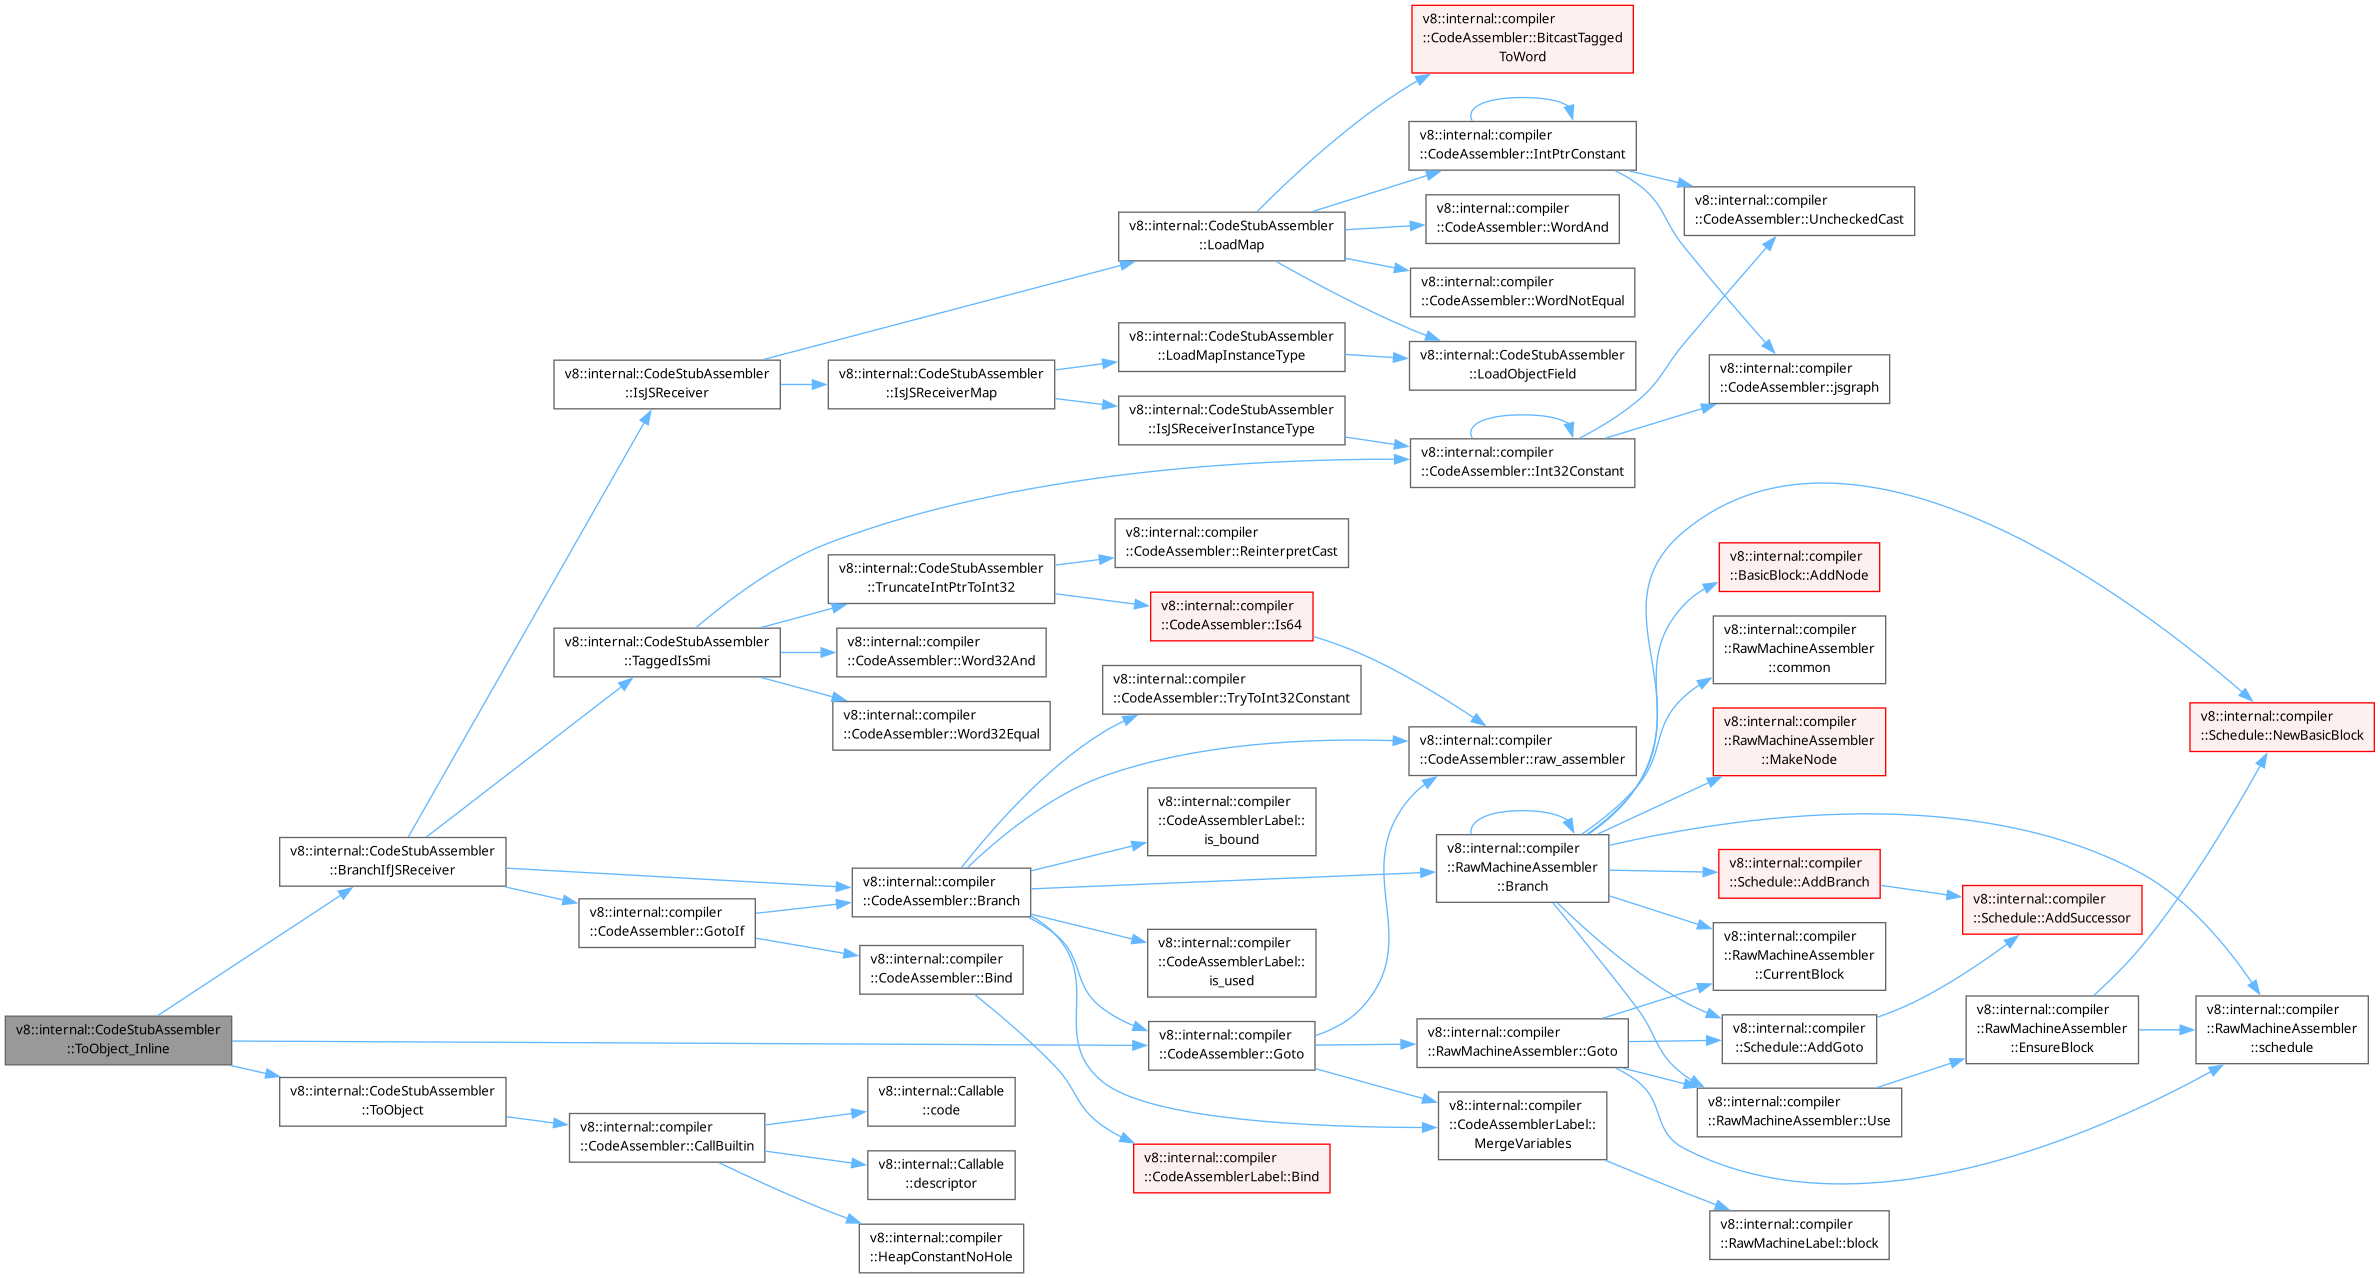 v8::internal::compiler
::CodeAssembler::BitcastTagged
ToWord
v8::internal::compiler
::CodeAssembler::IntPtrConstant
v8::internal::compiler
::CodeAssembler::UncheckedCast
v8::internal::compiler
::CodeAssembler::WordAnd
v8::internal::CodeStubAssembler
::LoadMap
v8::internal::compiler
::CodeAssembler::WordNotEqual
v8::internal::CodeStubAssembler
::LoadMapInstanceType
v8::internal::CodeStubAssembler
::LoadObjectField
v8::internal::compiler
::CodeAssembler::jsgraph
v8::internal::CodeStubAssembler
::IsJSReceiver
v8::internal::CodeStubAssembler
::IsJSReceiverMap
v8::internal::CodeStubAssembler
::IsJSReceiverInstanceType
v8::internal::compiler
::CodeAssembler::Int32Constant
v8::internal::compiler
::CodeAssembler::ReinterpretCast
v8::internal::CodeStubAssembler
::TruncateIntPtrToInt32
v8::internal::compiler
::BasicBlock::AddNode
v8::internal::compiler
::CodeAssembler::Is64
v8::internal::compiler
::RawMachineAssembler
::common
v8::internal::CodeStubAssembler
::TaggedIsSmi
v8::internal::compiler
::CodeAssembler::Word32And
v8::internal::compiler
::CodeAssembler::TryToInt32Constant
v8::internal::compiler
::CodeAssembler::Word32Equal
v8::internal::compiler
::CodeAssembler::raw_assembler
v8::internal::compiler
::RawMachineAssembler
::MakeNode
v8::internal::compiler
::Schedule::NewBasicBlock
v8::internal::compiler
::CodeAssemblerLabel::
is_bound
v8::internal::CodeStubAssembler
::BranchIfJSReceiver
v8::internal::compiler
::CodeAssembler::Branch
v8::internal::compiler
::RawMachineAssembler
::Branch
v8::internal::compiler
::Schedule::AddBranch
v8::internal::compiler
::Schedule::AddSuccessor
v8::internal::compiler
::CodeAssembler::GotoIf
v8::internal::compiler
::CodeAssembler::Bind
v8::internal::compiler
::CodeAssemblerLabel::
is_used
v8::internal::compiler
::RawMachineAssembler
::CurrentBlock
v8::internal::CodeStubAssembler
::ToObject_Inline
v8::internal::compiler
::CodeAssembler::Goto
v8::internal::compiler
::RawMachineAssembler::Goto
v8::internal::compiler
::Schedule::AddGoto
v8::internal::compiler
::RawMachineAssembler
::EnsureBlock
v8::internal::compiler
::RawMachineAssembler
::schedule
v8::internal::CodeStubAssembler
::ToObject
v8::internal::compiler
::CodeAssembler::CallBuiltin
v8::internal::Callable
::code
v8::internal::compiler
::CodeAssemblerLabel::
MergeVariables
v8::internal::compiler
::RawMachineAssembler::Use
v8::internal::Callable
::descriptor
v8::internal::compiler
::CodeAssemblerLabel::Bind
v8::internal::compiler
::HeapConstantNoHole
v8::internal::compiler
::RawMachineLabel::block